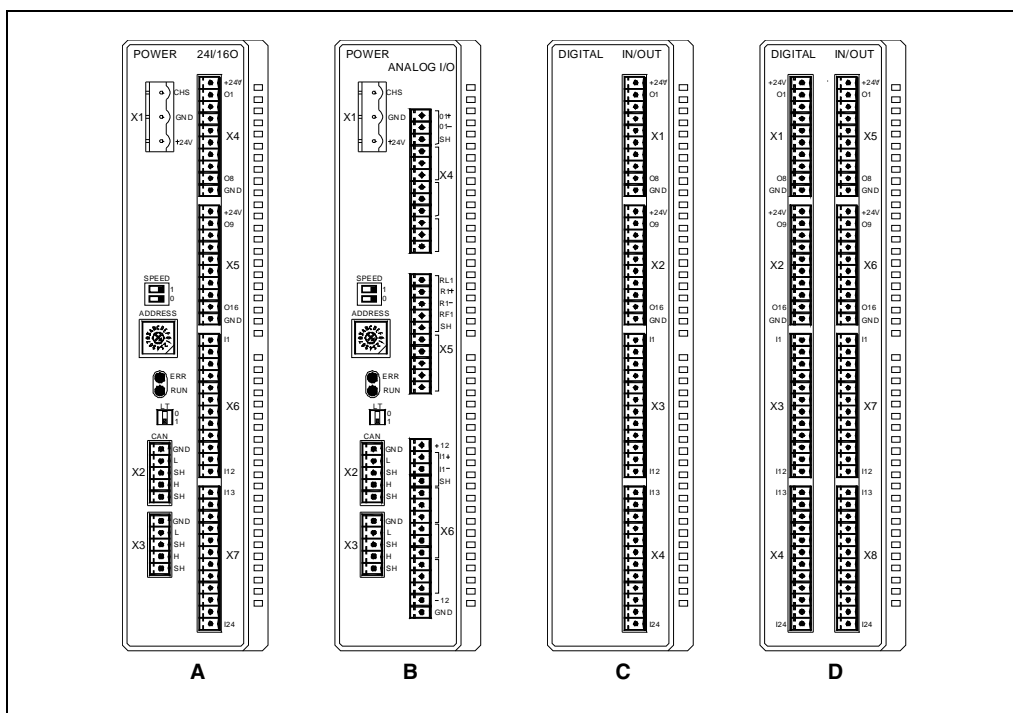 POWER 24I/16O
+24V
O1
CHS
X1 GND
+24V
X4
O8
GND
+24V
O9
X5
SPEED
1
0
O16
GND
ADDRESS
I1
ERR
RUN
LT
0
1
X6
CAN
GND
L
X2 SH
H
SH
I12
I13
GND
L
X3 SH
H
SH
X7
I24
A
POWER
ANALOG I/O
CHS
X1 GND
+24V
01+
01-
SH
X4
SPEED
1
0
ADDRESS
RL1
R1+
R1-
RF1
SH
X5
ERR
RUN
LT
0
1
CAN
GND
L
X2 SH
H
SH
+12
I1+
I1-
SH
GND
L
X3 SH
H
SH
X6
-12
GND
B
DIGITAL IN/OUT
+24V
O1
X1
O8
GND
+24V
O9
X2
O16
GND
I1
X3
I12
I13
X4
I24
C
DIGITAL IN/OUT
+24V
O1
X1
O8
GND
+24V
O9
X2
O16
GND
I1
X3
I12
I13
X4
I24
+24V
O1
X5
O8
GND
+24V
O9
X6
O16
GND
I1
X7
I12
I13
X8
I24
D